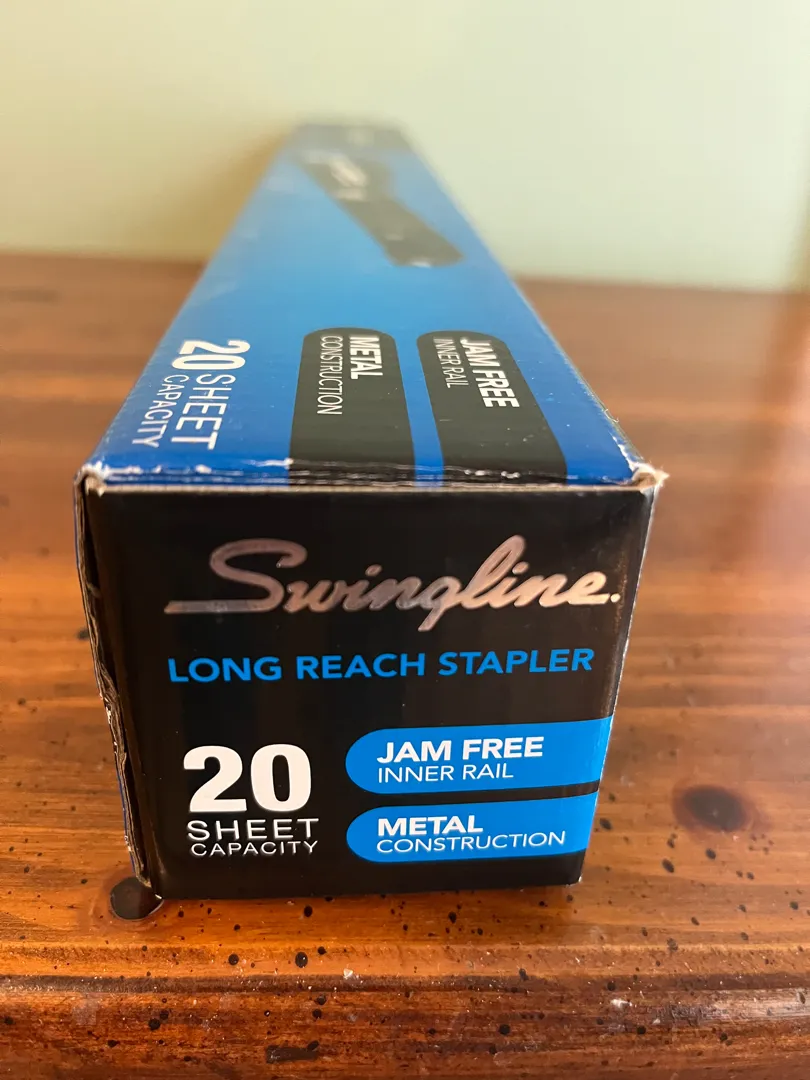 20 SHEET
CAPACITY
METAL
CONSTRUCTION
JAM FREE
INNER RAIL
Swingline.
LONG REACH STAPLER
20
SHEET
CAPACITY
JAM FREE
INNER RAIL
METAL
CONSTRUCTION